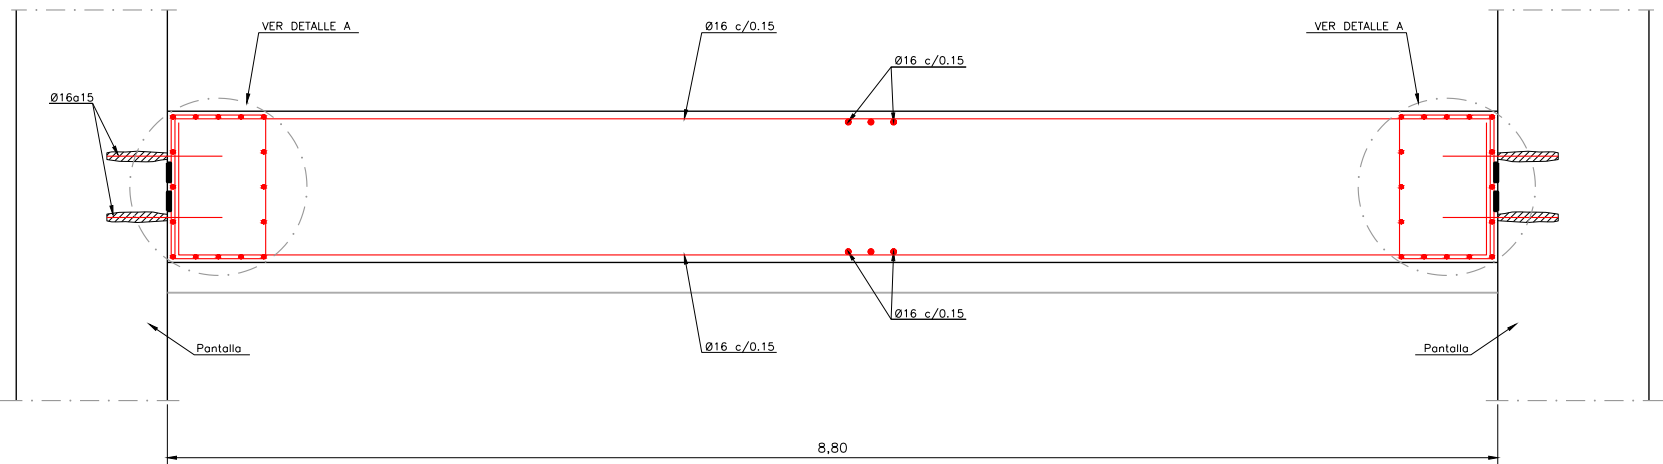 VER DETALLE A
Ø16 c/0.15
VER DETALLE A
Ø16 c/0.15
Ø16a15
Ø16 c/0.15
Pantalla
Ø16 c/0.15
Pantalla
8,80